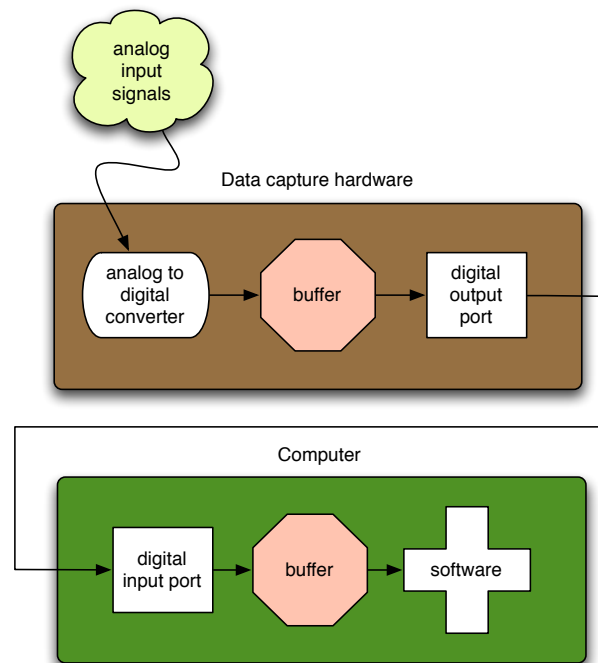 analog
input
signals
Data capture hardware
analog to
digital
converter
buffer
digital
output
port
Computer
digital
input port
buffer
software